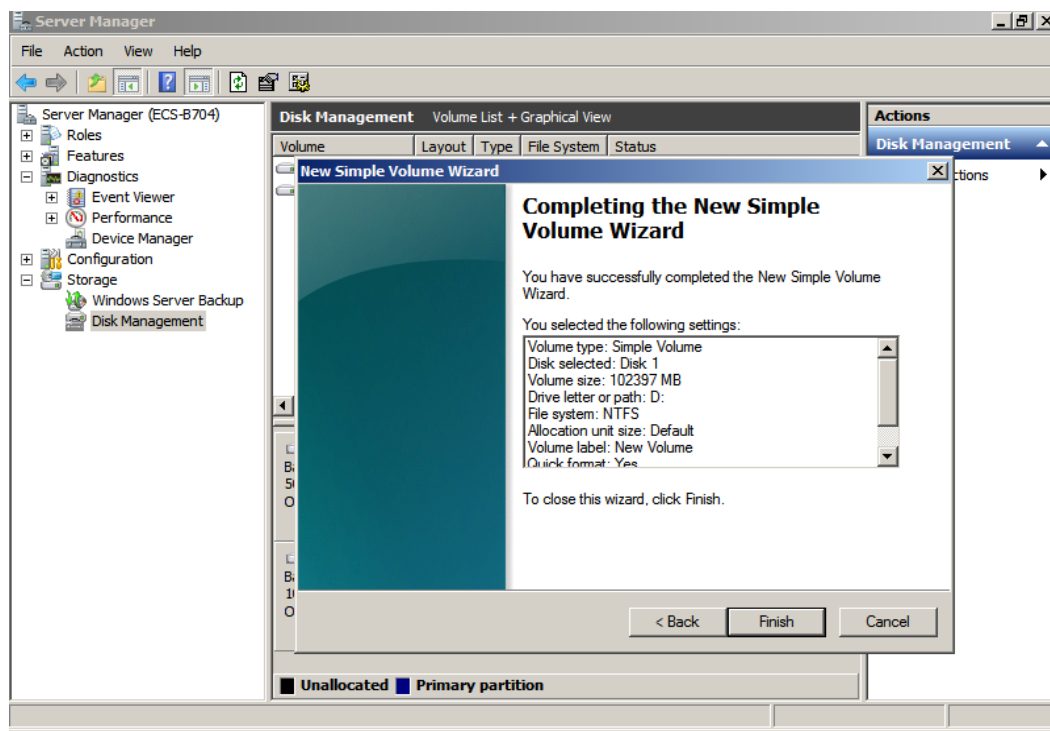 Server Manager
File Action View Help
Server Manager (ECS-B704)
Roles
Features
Diagnostics
Event Viewer
Performance
Device Manager
Configuration
Storage
Windows Server Backup
Disk Management
Disk Management Volume List + Graphical View
Volume Layout Type File System Status
Actions
Disk Management
New Simple Volume Wizard
Completing the New Simple
Volume Wizard
You have successfully completed the New Simple Volume
Wizard.
You selected the following settings:
Volume type: Simple Volume
Disk selected: Disk 1
Volume size: 102397 MB
Drive letter or path: D:
File system: NTFS
Allocation unit size: Default
Volume label: New Volume
Quick format: Yes
To close this wizard, click Finish.
< Back Finish Cancel
Unallocated Primary partition